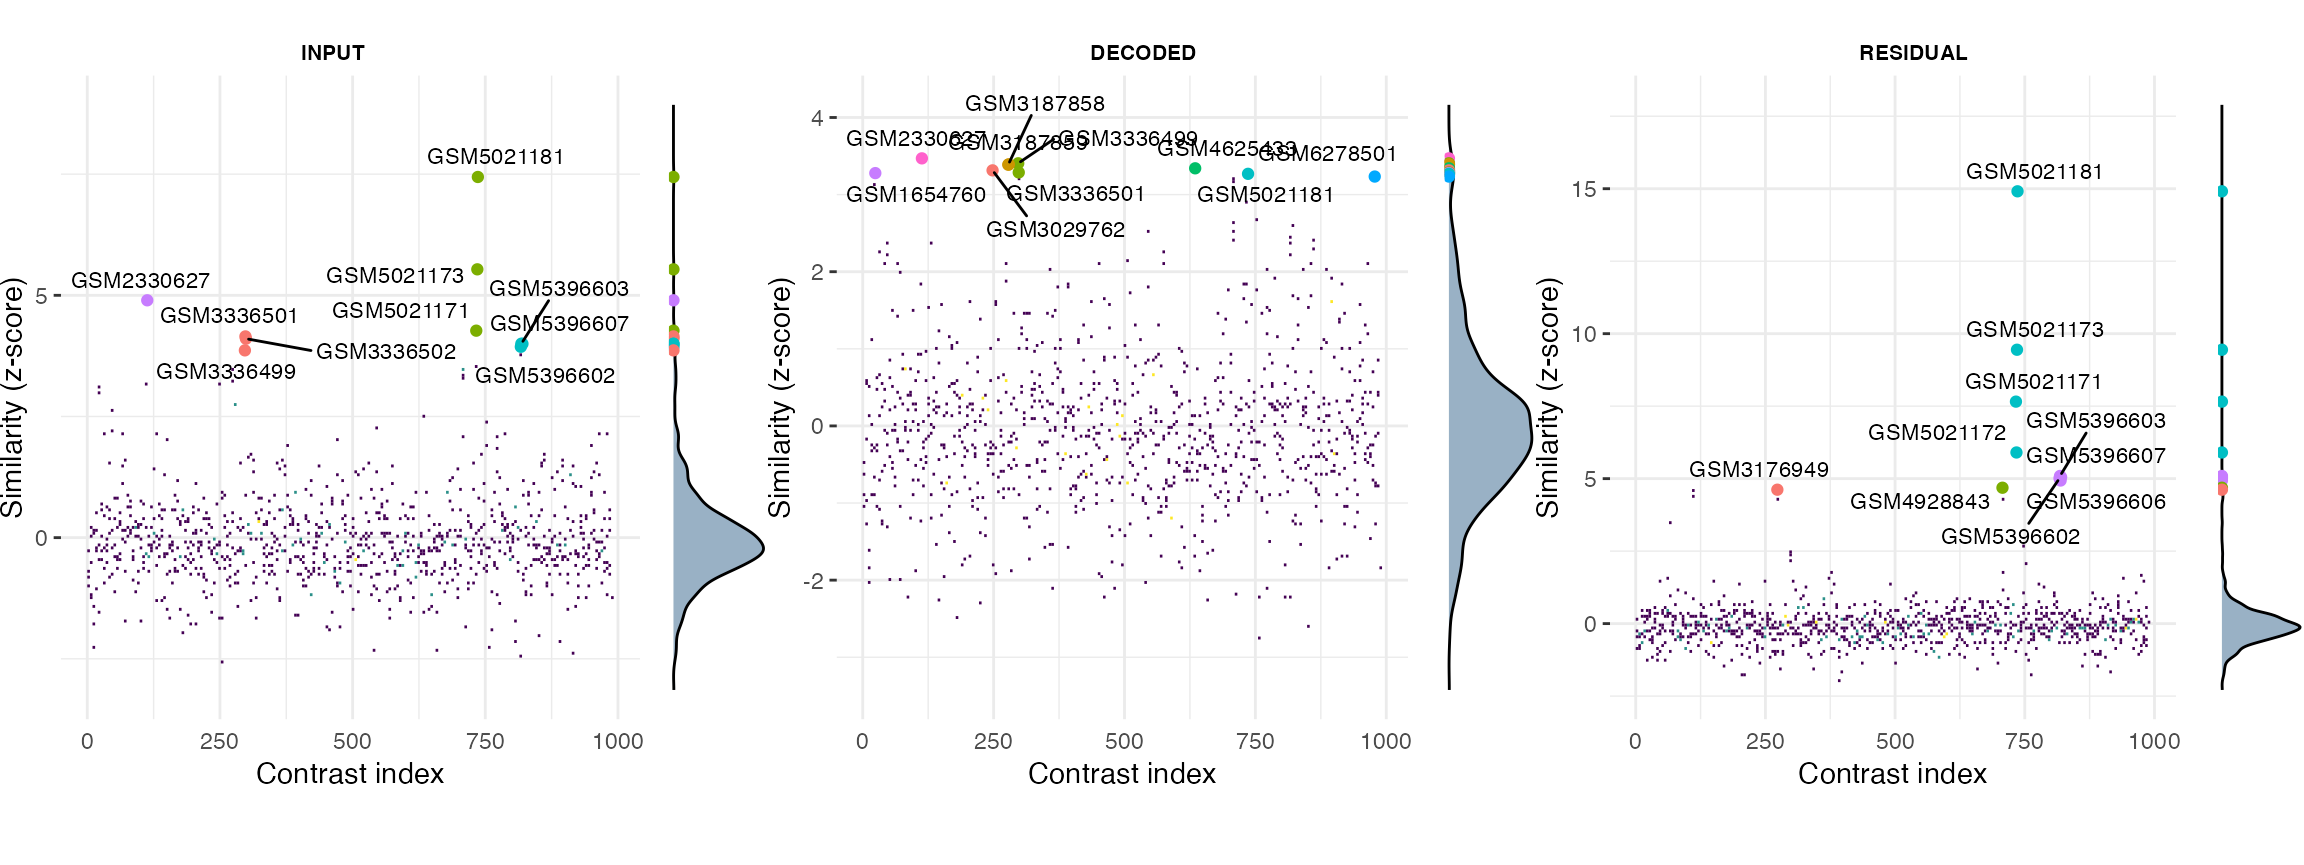 INPUT
DECODED
RESIDUAL
Similarity (z-score)
5
0
GSM5021181
GSM5021173
GSM2330627
GSM5396603
GSM5021171
GSM3336501
GSM5396607
GSM3336502
GSM3336499
GSM5396602
0
250
500
750
1000
Contrast index
Similarity (z-score)
4
2
0
-2
GSM3187858
GSM2330627
GSM3187859
GSM3336499
GSM4625433
GSM6278501
GSM1654760
GSM3336501
GSM5021181
GSM3029762
0
250
500
750
1000
Contrast index
Similarity (z-score)
15
10
5
0
GSM5021181
GSM5021173
GSM5021171
GSM5396603
GSM5021172
GSM5396607
GSM3176949
GSM4928843
GSM5396606
GSM5396602
0
250
500
750
1000
Contrast index